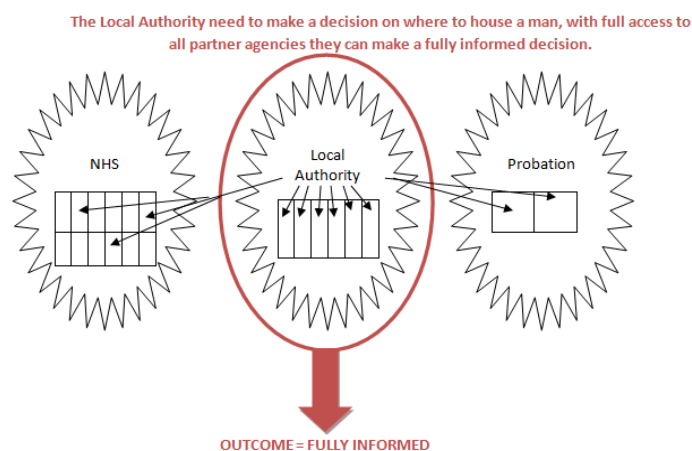 The Local Authority need to make a decision on where to house a man, with full access to
all partner agencies they can make a fully informed decision.
NHS
Local
Authority
Probation
OUTCOME = FULLY INFORMED